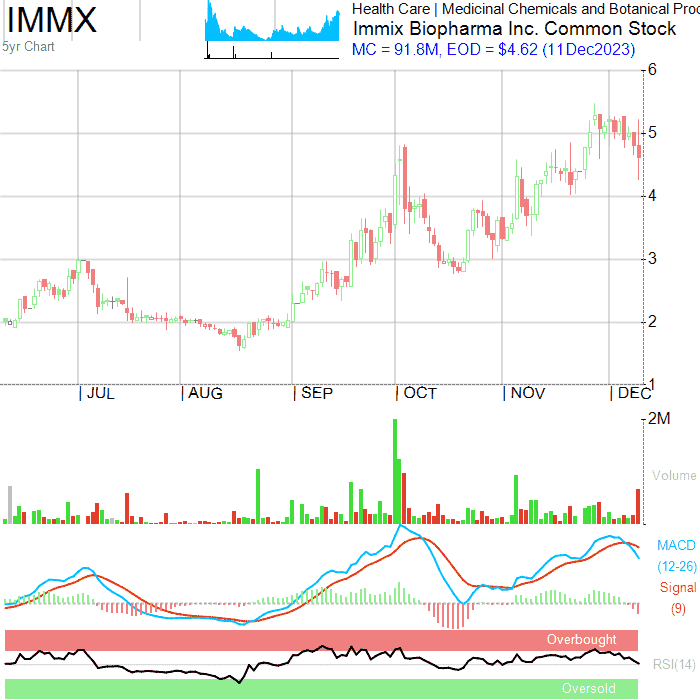 IMMX
5yr Chart
Health Care | Medicinal Chemicals and Botanical Pro
Immix Biopharma Inc. Common Stock
MC = 91.8M, EOD = $4.62 (11Dec2023)
6
5
4
3
2
1
| JUL | AUG | SEP | OCT | NOV | DEC
2M
Volume
MACD
(12-26)
Signal
(9)
Overbought
RSI(14)
Oversold